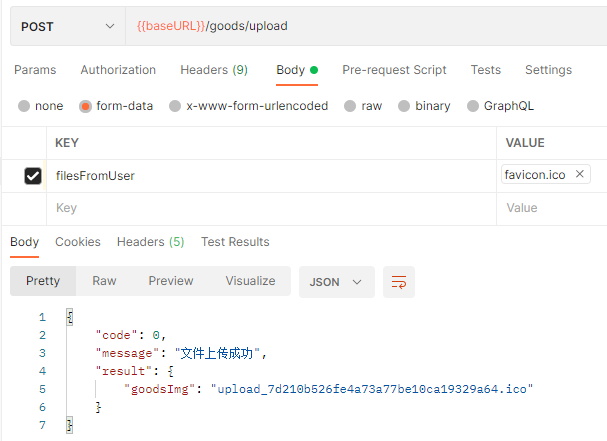 POST {{baseURL}}/goods/upload
Params Authorization Headers (9) Body Pre-request Script Tests Settings
none form-data x-www-form-urlencoded raw binary GraphQL
KEY VALUE
filesFromUser favicon.ico ×
Key Value
Body Cookies Headers (5) Test Results
Pretty Raw Preview Visualize JSON
1 {
2 "code": 0,
3 "message": "文件上传成功",
4 "result": {
5 "goodsImg": "upload_7d210b526fe4a73a77be10ca19329a64.ico"
6 }
7 }